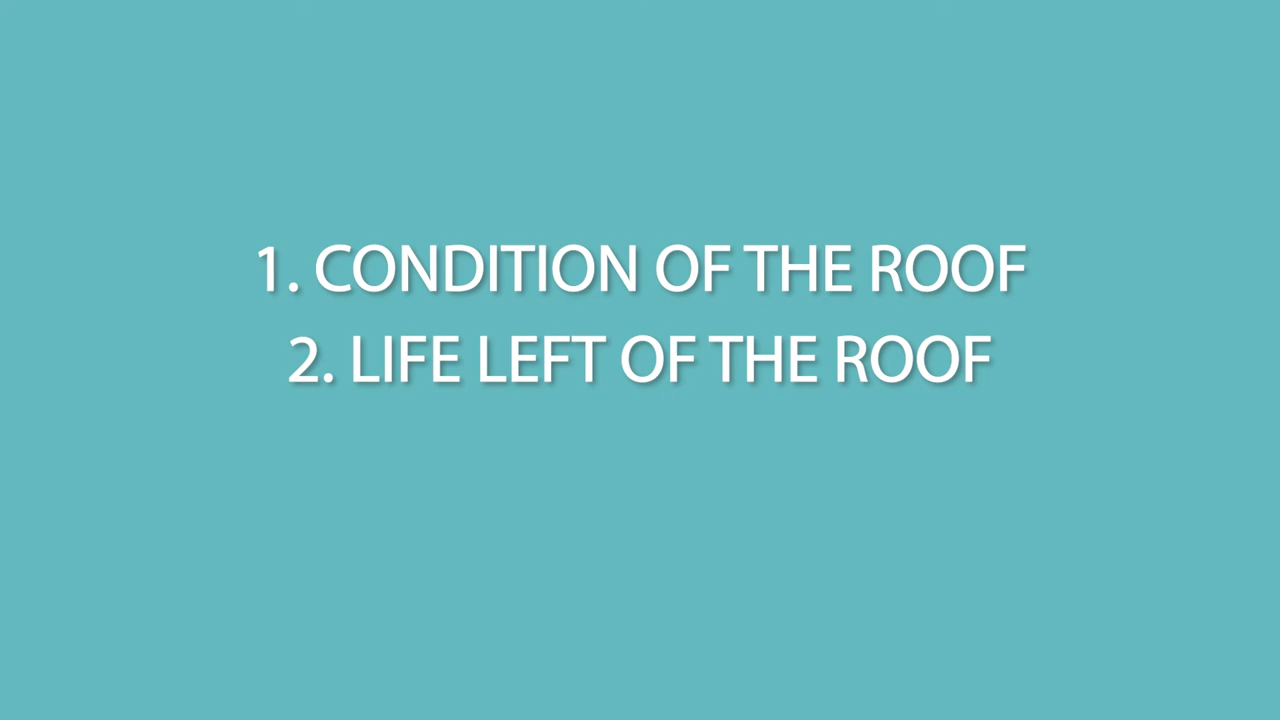 1. CONDITION OF THE ROOF
2. LIFE LEFT OF THE ROOF